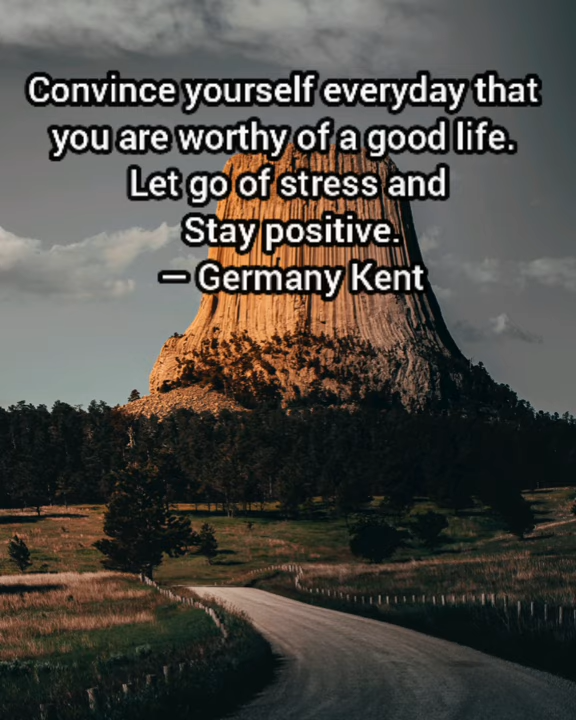 Convince yourself everyday that
you are worthy of a good life.
Let go of stress and
Stay positive.
— Germany Kent